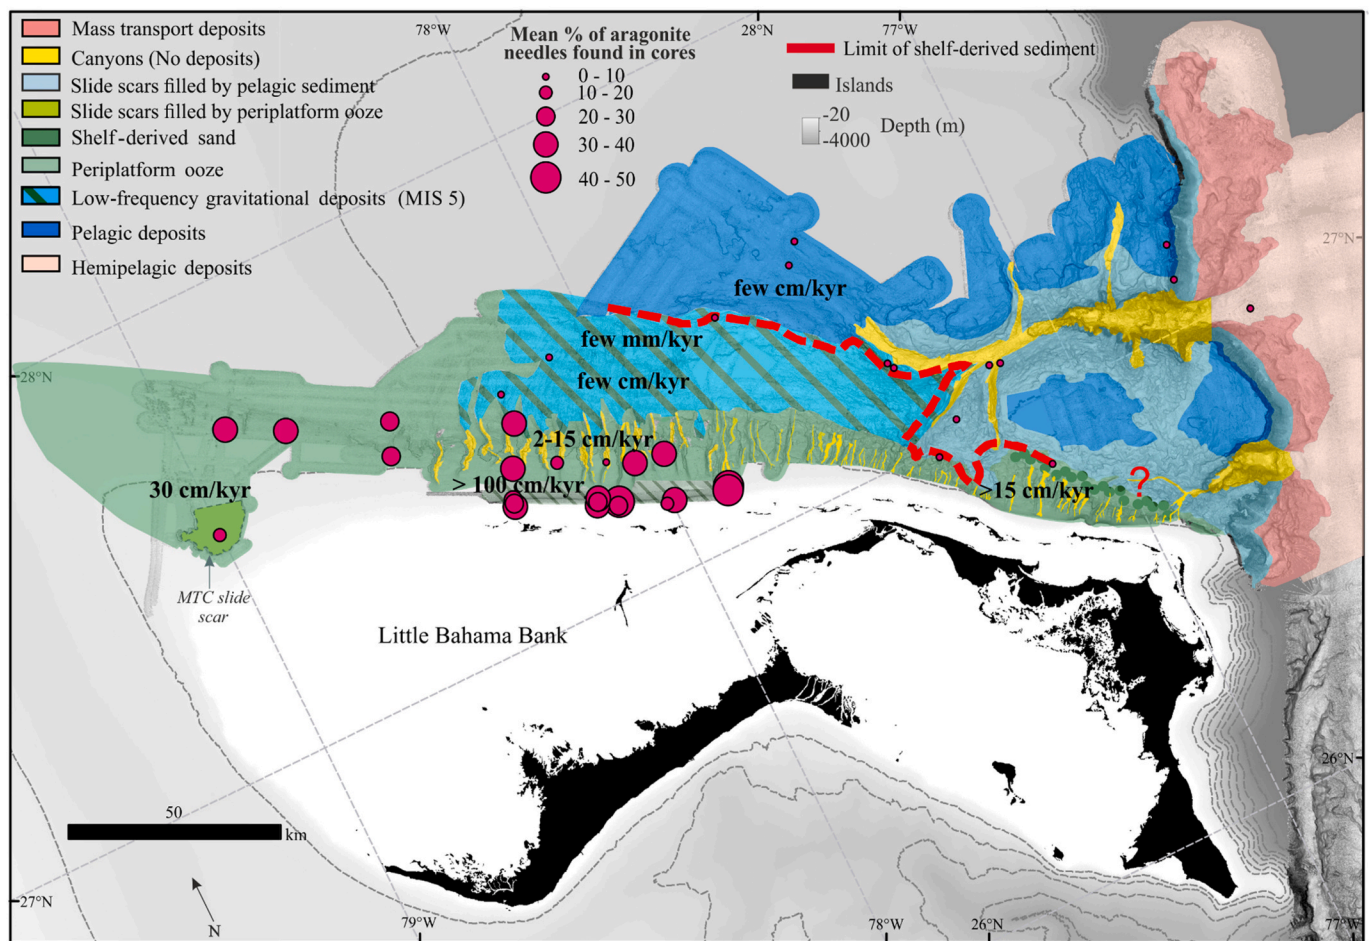 78°W
78°W
77°W
Mass transport deposits
Canyons (No deposits)
Slide scars filled by pelagic sediment
Slide scars filled by periplatform ooze
Shelf-derived sand
Periplatform ooze
Low-frequency gravitational deposits (MIS 5)
Pelagic deposits
Hemipelagic deposits
Mean % of aragonite
needles found in cores
0 - 10
10 - 20
20 - 30
30 - 40
40 - 50
Limit of shelf-derived sediment
Islands
-20
-4000
Depth (m)
27°N
few cm/kyr
few mm/kyr
28°N
few cm/kyr
2-15 cm/kyr
30 cm/kyr
> 100 cm/kyr
>15 cm/kyr
?
MTC slide
scar
Little Bahama Bank
26°N
50
km
27°N
N
79°W
78°W
26°N
77°W